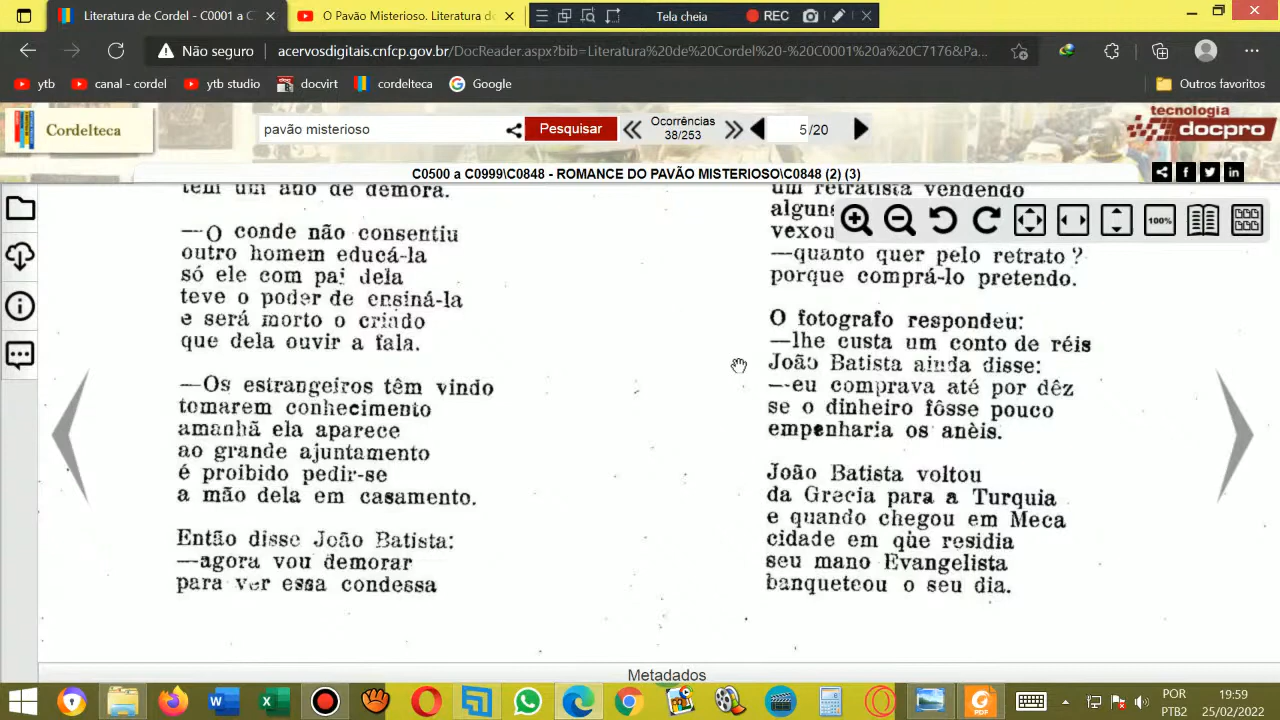 Literatura de Cordel - C0001 a C
O Pavão Misterioso. Literatura de
Tela cheia
REC
Não seguro
acervosdigitais.cnfcp.gov.br/DocReader.aspx?bib=Literatura%20de%20Cordel%20-%20C0001%20a%20C7176&Pa...
ytb
canal - cordel
ytb studio
docvirt
cordelteca
Google
Outros favoritos
Cordelteca
pavão misterioso
Pesquisar
Ocorrências
38/253
5 /20
tecnologia
docpro
C0500 a C0999\C0848 - ROMANCE DO PAVÃO MISTERIOSO\C0848 (2) (3)
100%
têm um ano de demora.
—O conde não consentiu
outro homem educá-la
só ele com pai dela
teve o poder de ensiná-la
e será morto o criado
que dela ouvir a fala.
—Os estrangeiros têm vindo
tomarem conhecimento
amanhã ela aparece
ao grande ajuntamento
é proibido pedir-se
a mão dela em casamento.
Então disse João Batista:
—agora vou demorar
para ver essa condessa
um retratista vendendo
vexou
—quanto quer pelo retrato?
porque comprá-lo pretendo.
O fotografo respondeu:
—lhe custa um conto de réis
João Batista ainda disse:
—eu comprava até por dêz
se o dinheiro fôsse pouco
empenharia os anèis.
João Batista voltou
da Grecia para a Turquia
e quando chegou em Meca
cidade em que residia
seu mano Evangelista
banqueteou o seu dia.
Metadados
POR
PTB2
19:59
25/02/2022